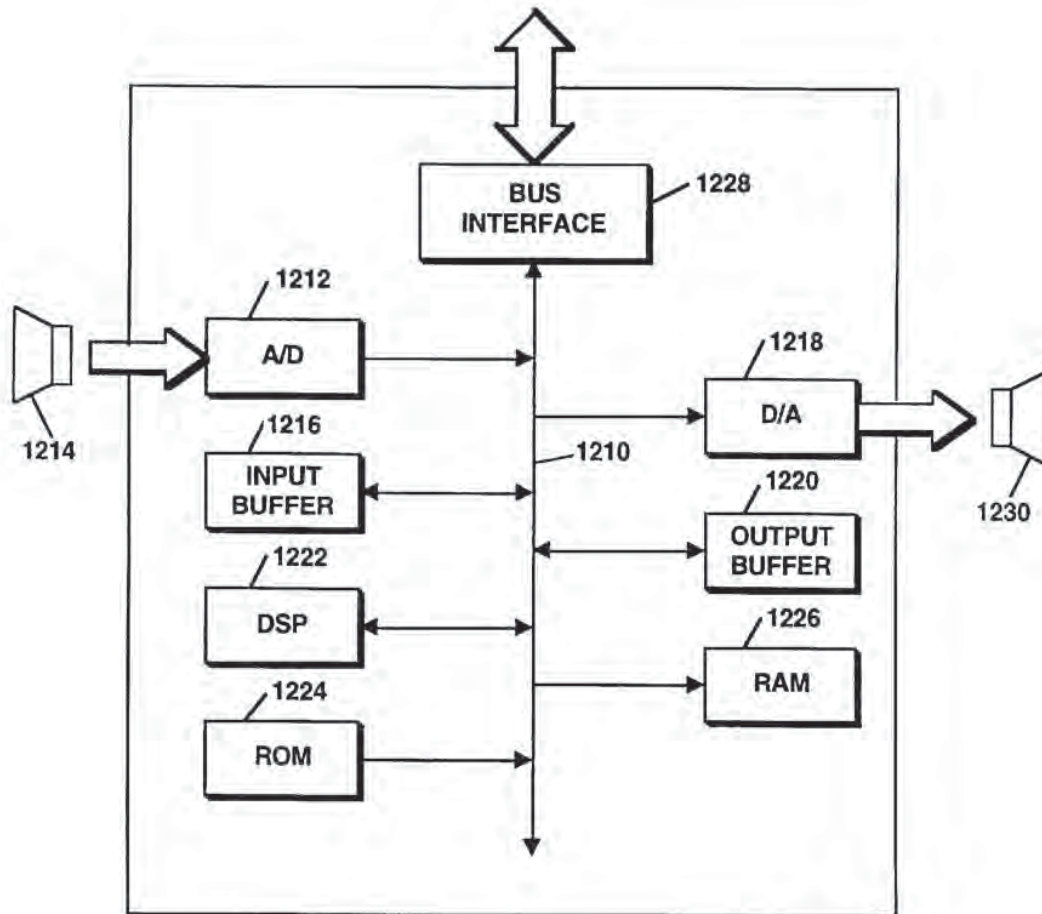 BUS
INTERFACE
1228
1212
A/D
1214
1218
D/A
1230
1216
INPUT
BUFFER
1210
1220
OUTPUT
BUFFER
1222
DSP
1226
RAM
1224
ROM